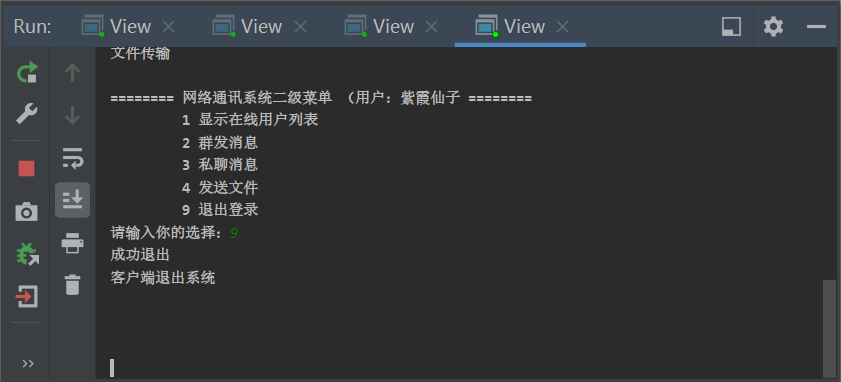 Run: View View View View
文件传输
======== 网络通讯系统二级菜单 （用户：紫霞仙子 ========
1 显示在线用户列表
2 群发消息
3 私聊消息
4 发送文件
9 退出登录
请输入你的选择：9
成功退出
客户端退出系统